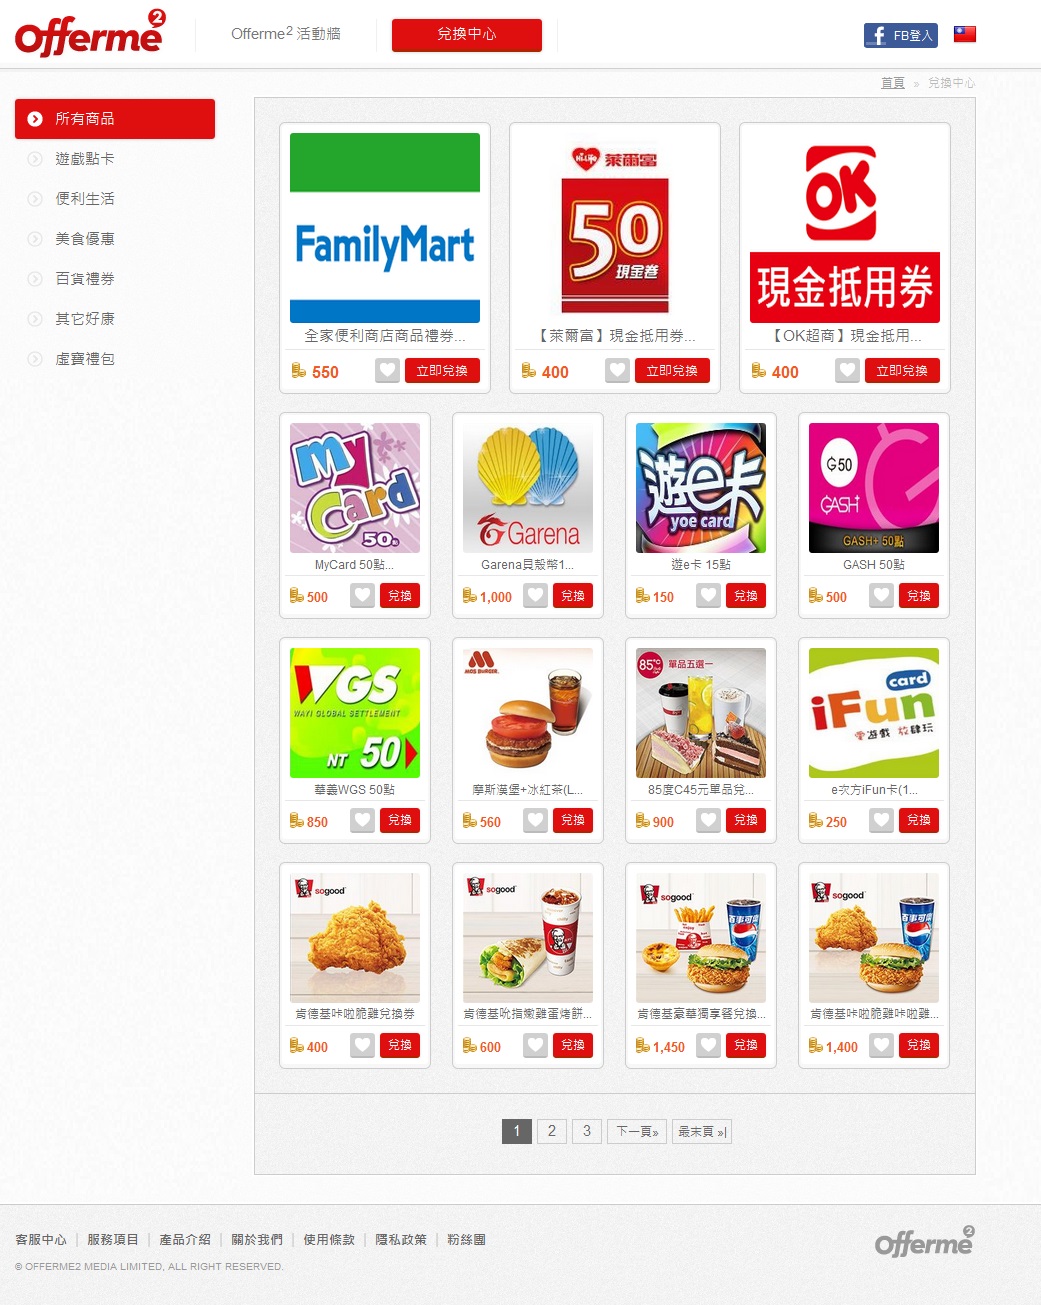 Offerme2
Offerme2 活動牆
兌換中心
FB登入
首頁 » 兌換中心
所有商品
遊戲點卡
便利生活
美食優惠
百貨禮券
其它好康
虛寶禮包
FamilyMart
全家便利商店商品禮券...
550
立即兌換
Hi-Life 萊爾富
50
現金卷
【萊爾富】現金抵用券...
400
立即兌換
OK
現金抵用券
【OK超商】現金抵用...
400
立即兌換
My Card
50點
MyCard 50點...
500
兌換
Garena
Garena貝殼幣1...
1,000
兌換
遊e卡
yoe card
遊e卡 15點
150
兌換
G50
GASH+
GASH+ 50點
GASH 50點
500
兌換
WGS
WAYI GLOBAL SETTLEMENT
NT 50
華義WGS 50點
850
兌換
MOS BURGER
摩斯漢堡+冰紅茶(L...
560
兌換
85°C
單品五選一
85度C45元單品兌...
900
兌換
card
iFun
愛遊戲 放肆玩
e次方iFun卡(1...
250
兌換
KFC sogood
肯德基咔啦脆雞兌換券
400
兌換
KFC sogood
肯德基吮指嫩雞蛋烤餅...
600
兌換
KFC sogood
百事可樂
肯德基豪華獨享餐兌換...
1,450
兌換
KFC sogood
百事可樂
肯德基咔啦脆雞咔啦雞...
1,400
兌換
1 2 3 下一頁» 最末頁 »|
客服中心 | 服務項目 | 產品介紹 | 關於我們 | 使用條款 | 隱私政策 | 粉絲團
© OFFERME2 MEDIA LIMITED, ALL RIGHT RESERVED.
Offerme2